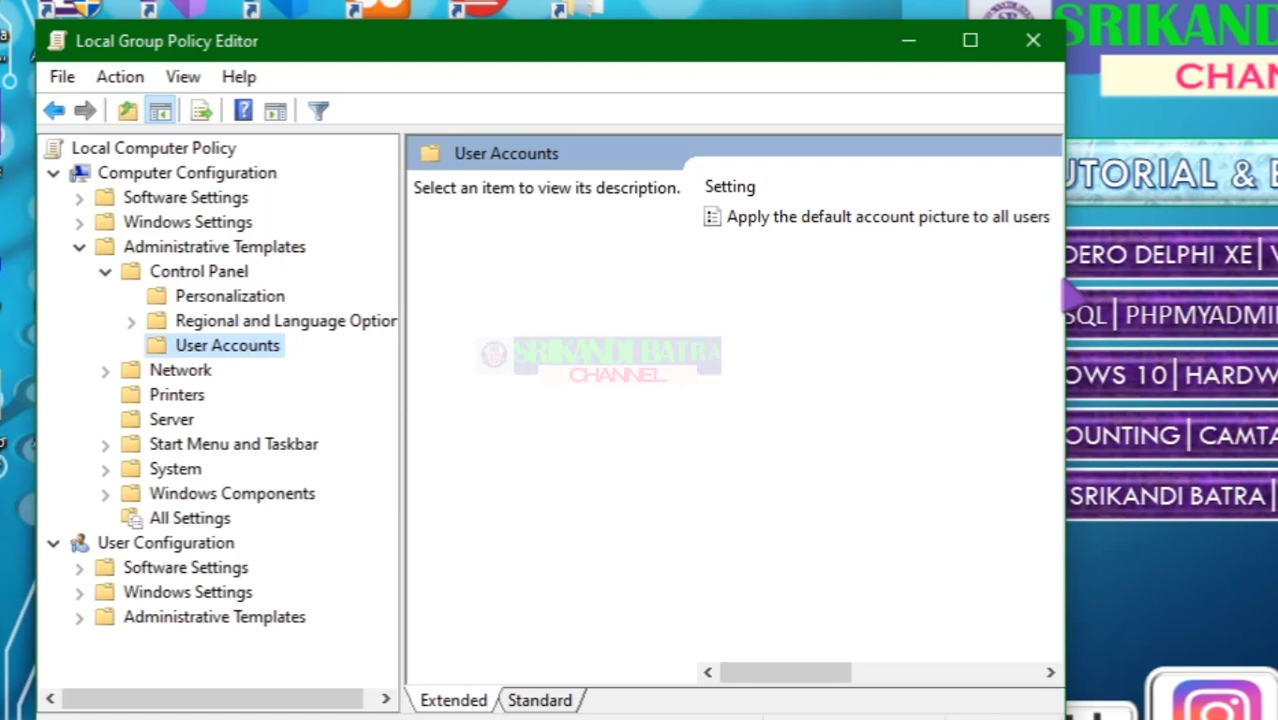 SRIKAND
CHAN
Local Group Policy Editor
File Action View Help
Local Computer Policy
Computer Configuration
Software Settings
Windows Settings
Administrative Templates
Control Panel
Personalization
Regional and Language Option
User Accounts
Network
Printers
Server
Start Menu and Taskbar
System
Windows Components
All Settings
User Configuration
Software Settings
Windows Settings
Administrative Templates
User Accounts
Select an item to view its description.
Setting
Apply the default account picture to all users
SRIKANDI BATRA
CHANNEL
Extended Standard
UTORIAL & E
DERO DELPHI XE| V
SQL| PHPMYADMI
OWS 10| HARDW
OUNTING| CAMTA
SRIKANDI BATRA|